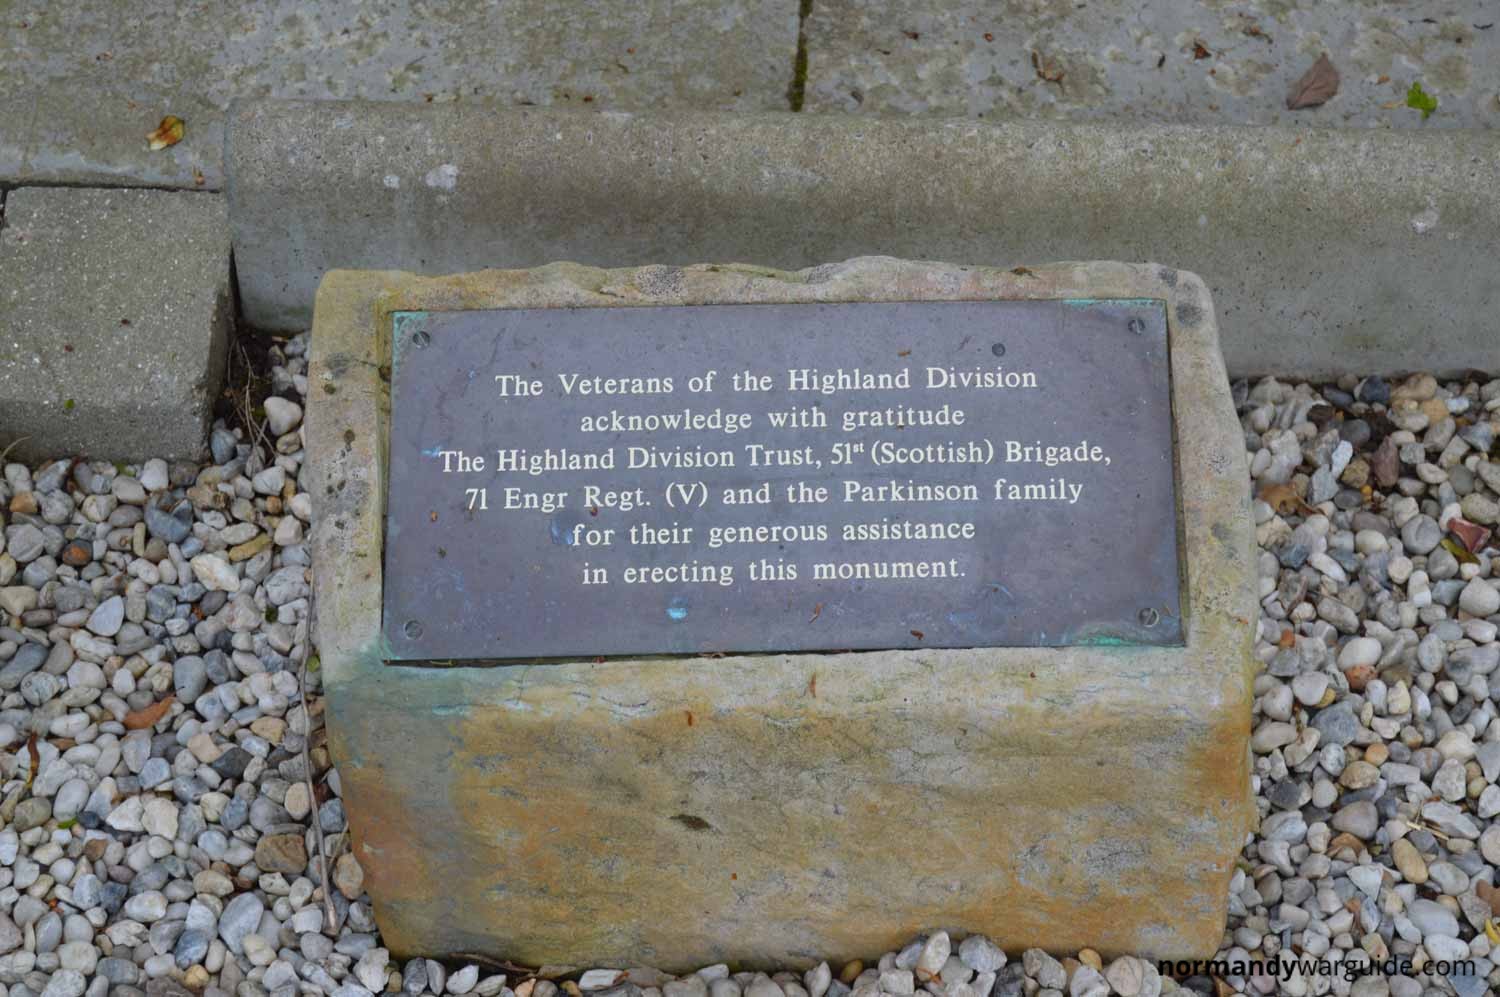 The Veterans of the Highland Division
acknowledge with gratitude
The Highland Division Trust, 51st (Scottish) Brigade,
71 Engr Regt. (V) and the Parkinson family
for their generous assistance
in erecting this monument.
normandywarguide.com